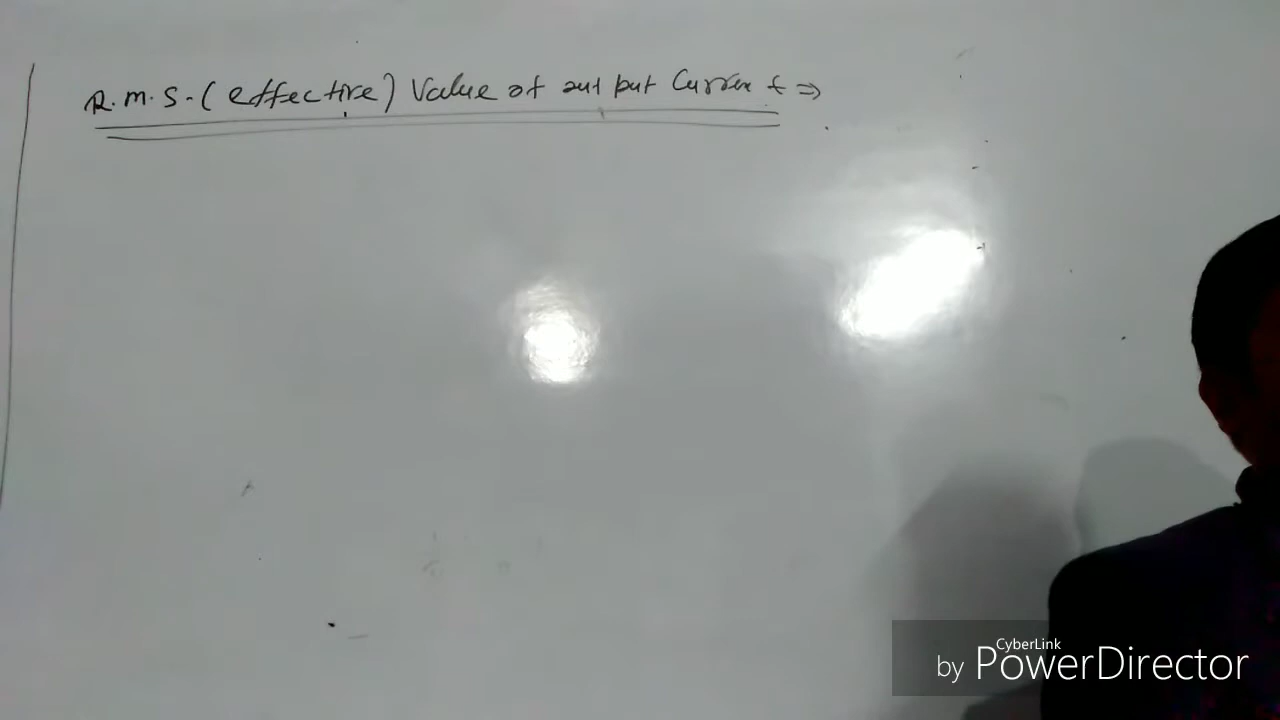 R.M.S. (effective) Value of output Current ⇒
CyberLink
by PowerDirector